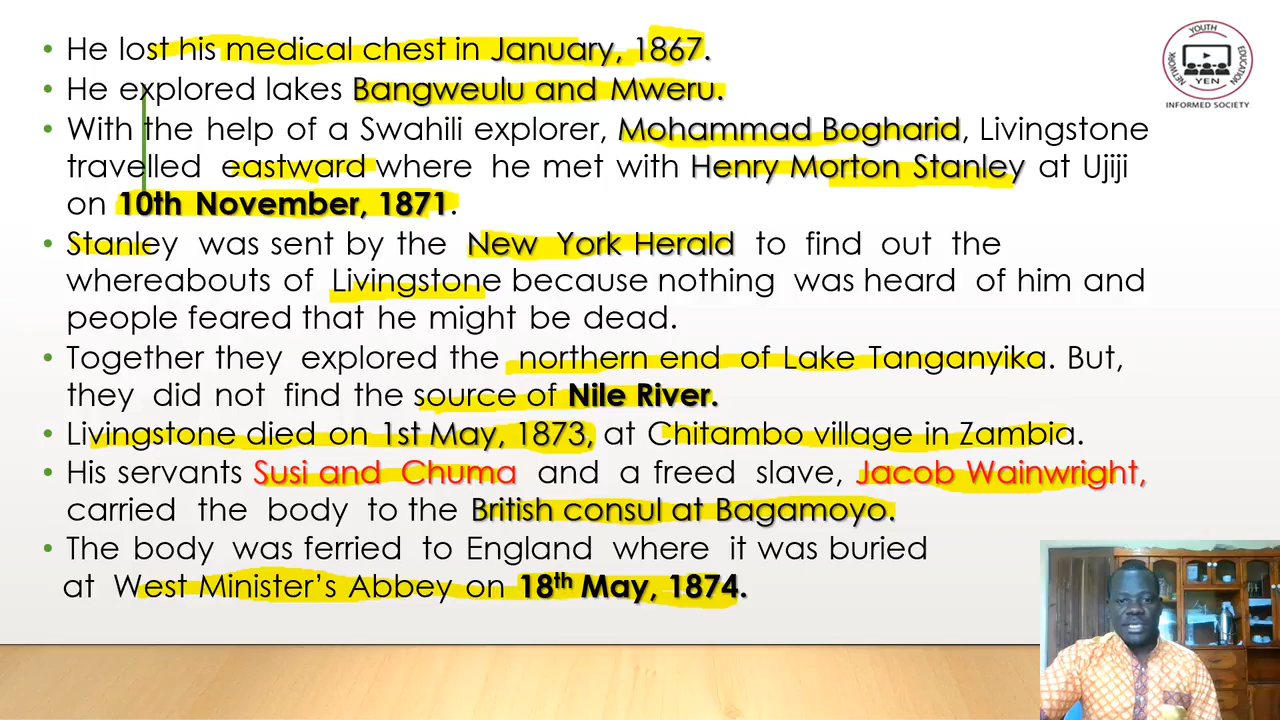 • He lost his medical chest in January, 1867.
• He explored lakes Bangweulu and Mweru.
• With the help of a Swahili explorer, Mohammad Bogharid, Livingstone
travelled eastward where he met with Henry Morton Stanley at Ujiji
on 10th November, 1871.
• Stanley was sent by the New York Herald to find out the
whereabouts of Livingstone because nothing was heard of him and
people feared that he might be dead.
• Together they explored the northern end of Lake Tanganyika. But,
they did not find the source of Nile River.
• Livingstone died on 1st May, 1873, at Chitambo village in Zambia.
• His servants Susi and Chuma and a freed slave, Jacob Wainwright,
carried the body to the British consul at Bagamoyo.
• The body was ferried to England where it was buried
at West Minister’s Abbey on 18th May, 1874.
YOUTH
EDUCATION
NETWORK
YEN
INFORMED SOCIETY